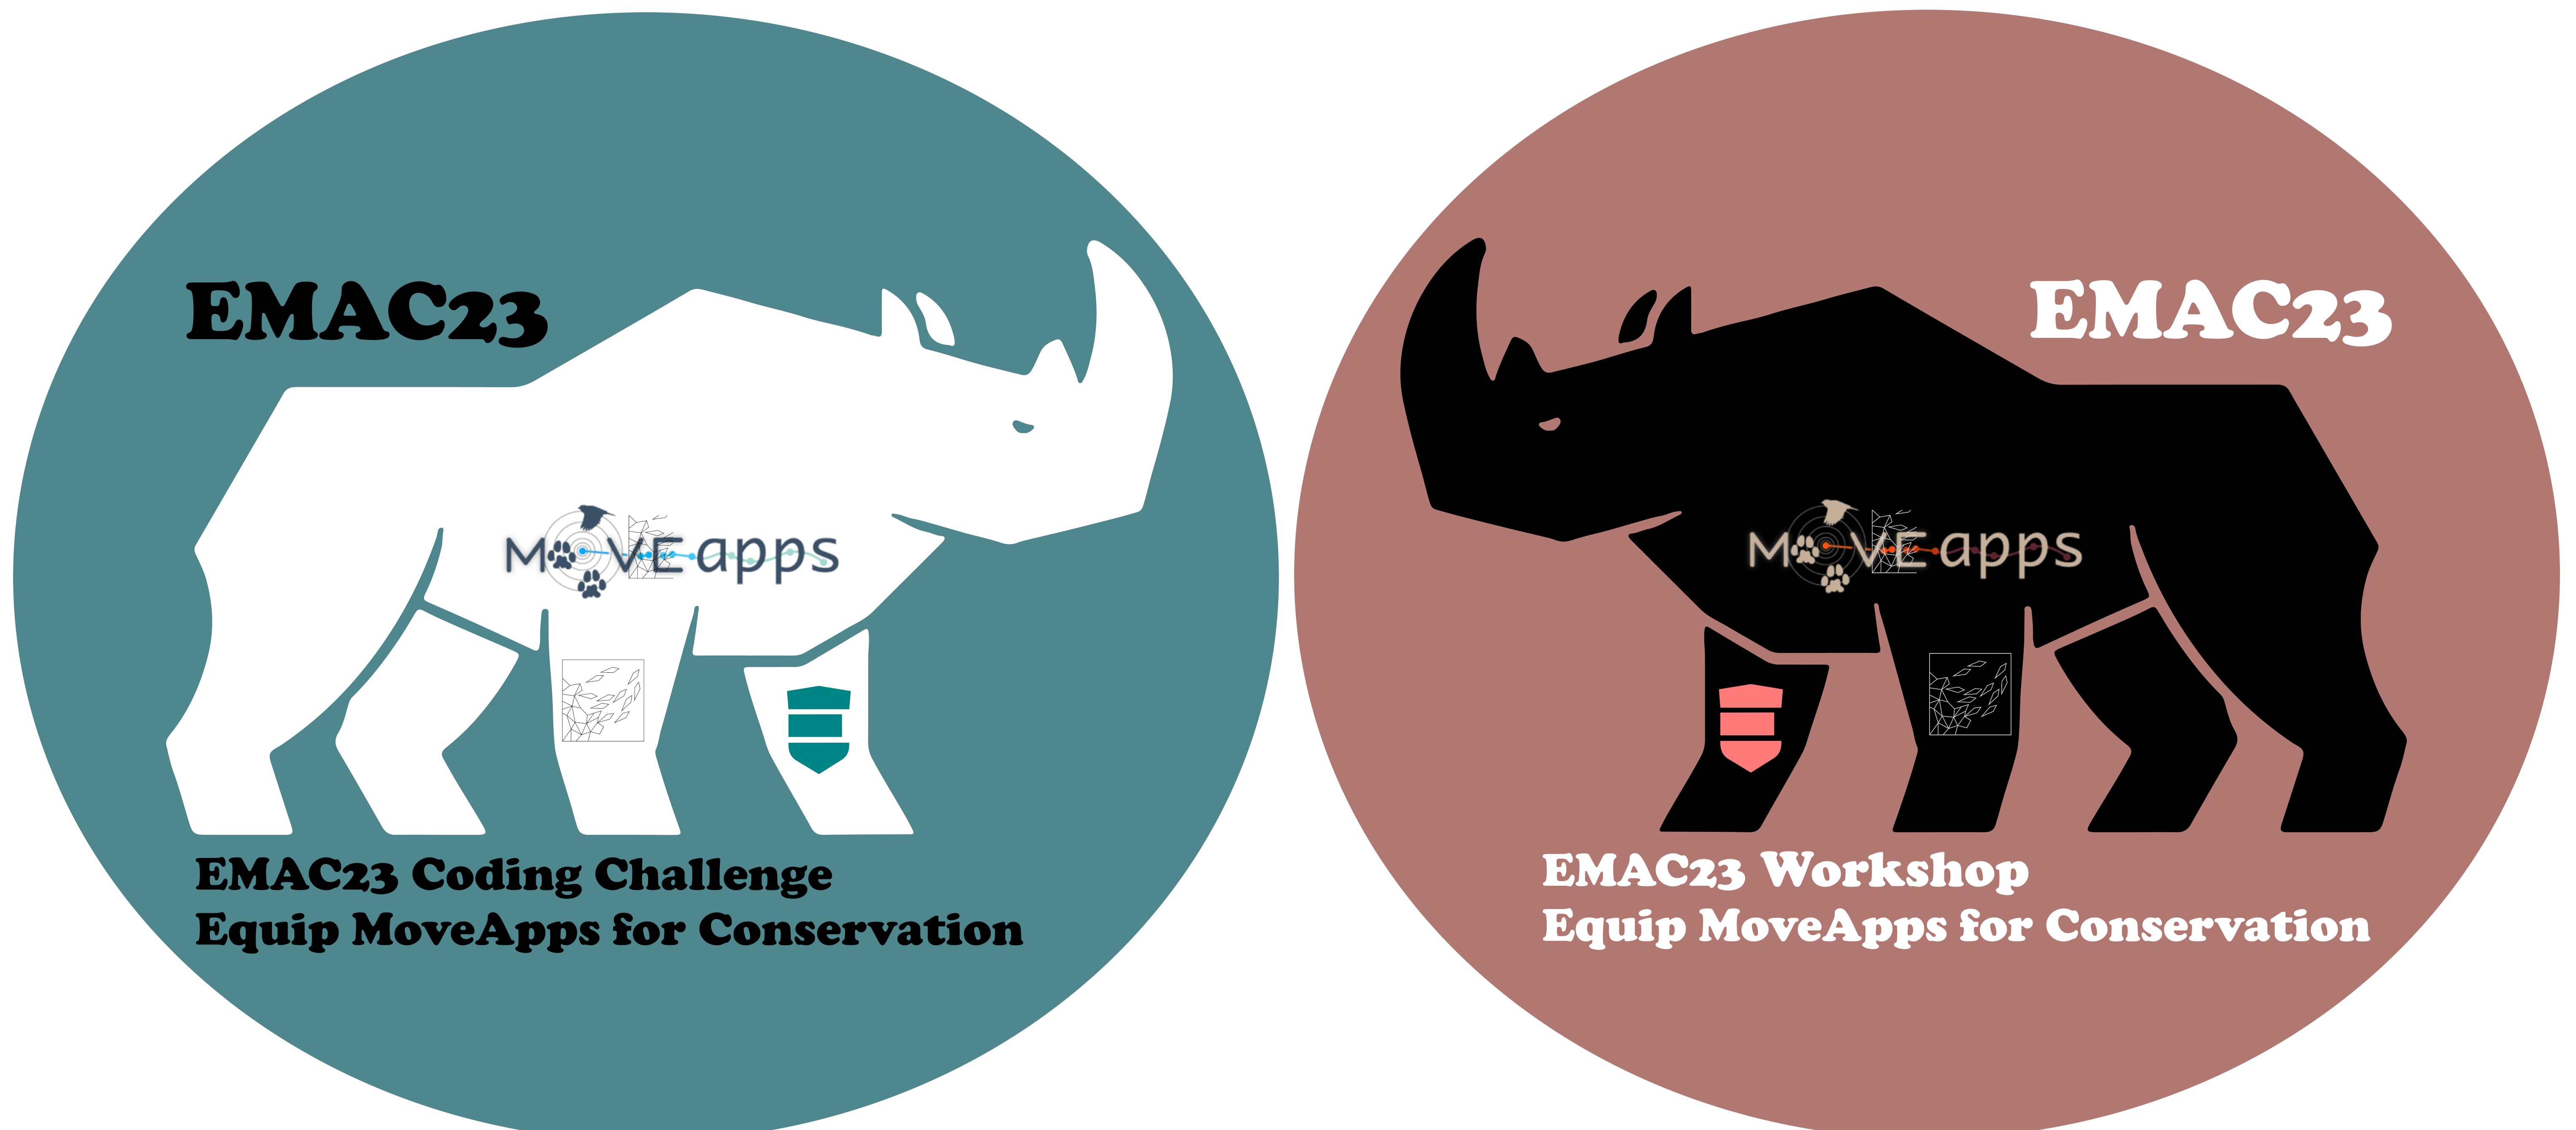 EMAC23
MOVEapps
EMAC23 Coding Challenge
Equip MoveApps for Conservation
EMAC23
MOVEapps
EMAC23 Workshop
Equip MoveApps for Conservation